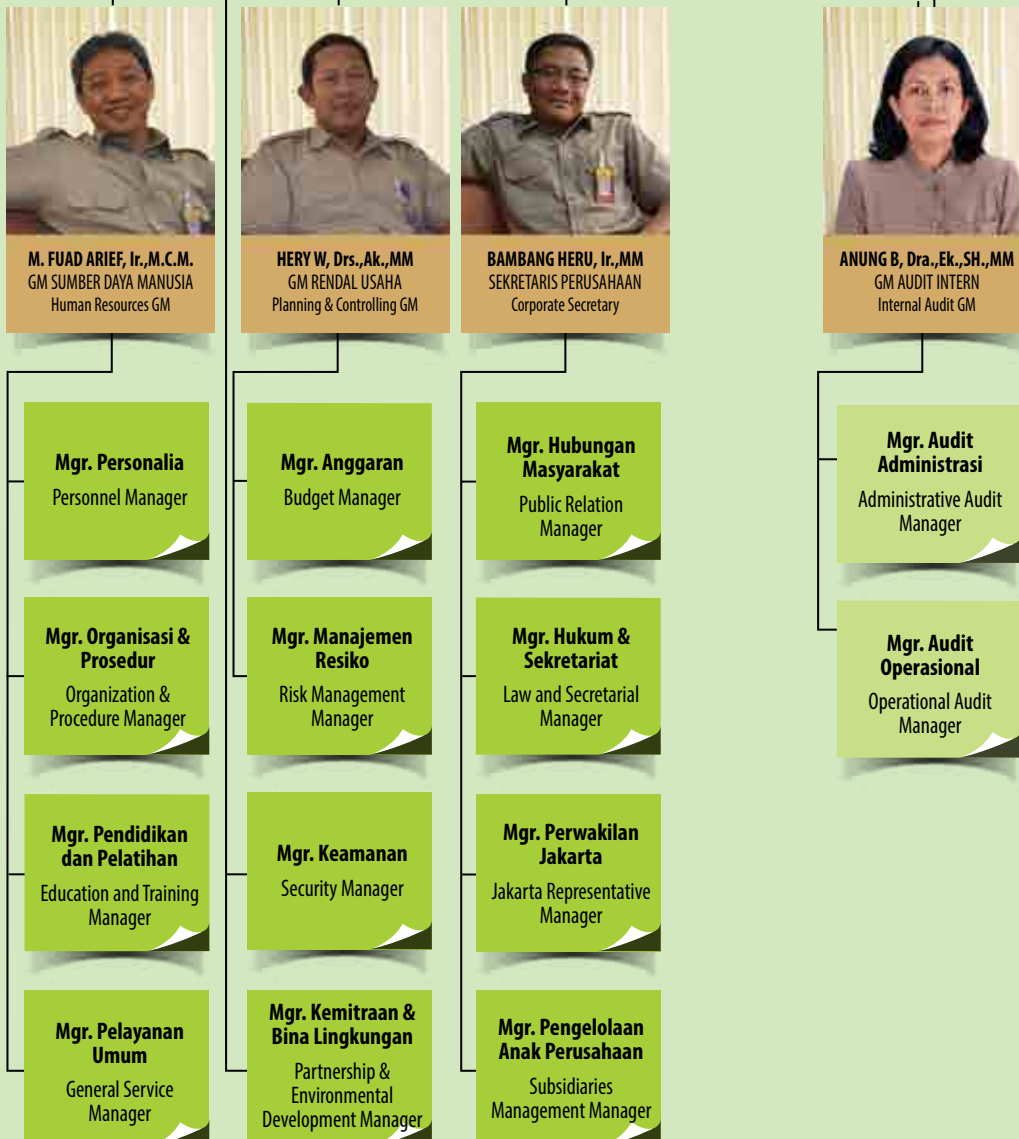 M. FUAD ARIEF, Ir.,M.C.M.
GM SUMBER DAYA MANUSIA
Human Resources GM
HERY W, Drs.,Ak.,MM
GM RENDAL USAHA
Planning & Controlling GM
BAMBANG HERU, Ir.,MM
SEKRETARIS PERUSAHAAN
Corporate Secretary
ANUNG B, Dra.,Ek.,SH.,MM
GM AUDIT INTERN
Internal Audit GM
Mgr. Personalia
Personnel Manager
Mgr. Anggaran
Budget Manager
Mgr. Hubungan
Masyarakat
Public Relation
Manager
Mgr. Audit
Administrasi
Administrative Audit
Manager
Mgr. Organisasi &
Prosedur
Organization &
Procedure Manager
Mgr. Manajemen
Resiko
Risk Management
Manager
Mgr. Hukum &
Sekretariat
Law and Secretarial
Manager
Mgr. Audit
Operasional
Operational Audit
Manager
Mgr. Pendidikan
dan Pelatihan
Education and Training
Manager
Mgr. Keamanan
Security Manager
Mgr. Perwakilan
Jakarta
Jakarta Representative
Manager
Mgr. Pelayanan
Umum
General Service
Manager
Mgr. Kemitraan &
Bina Lingkungan
Partnership &
Environmental
Development Manager
Mgr. Pengelolaan
Anak Perusahaan
Subsidiaries
Management Manager